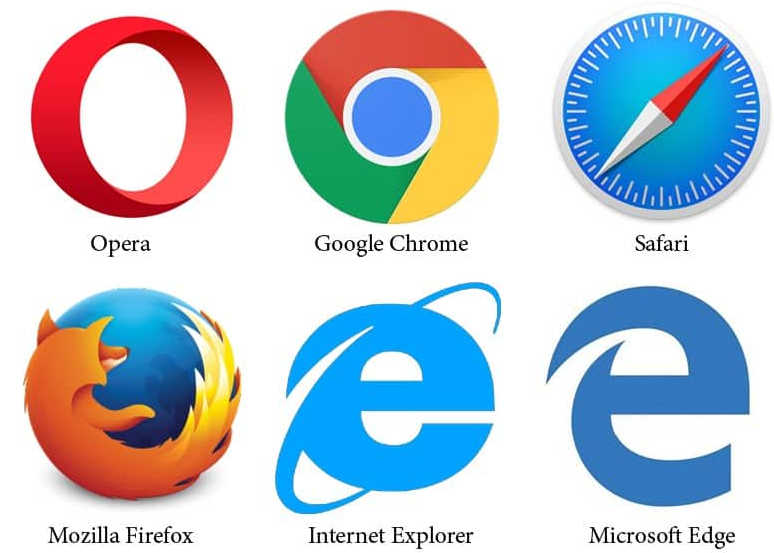 Opera
Google Chrome
Safari
Mozilla Firefox
Internet Explorer
Microsoft Edge